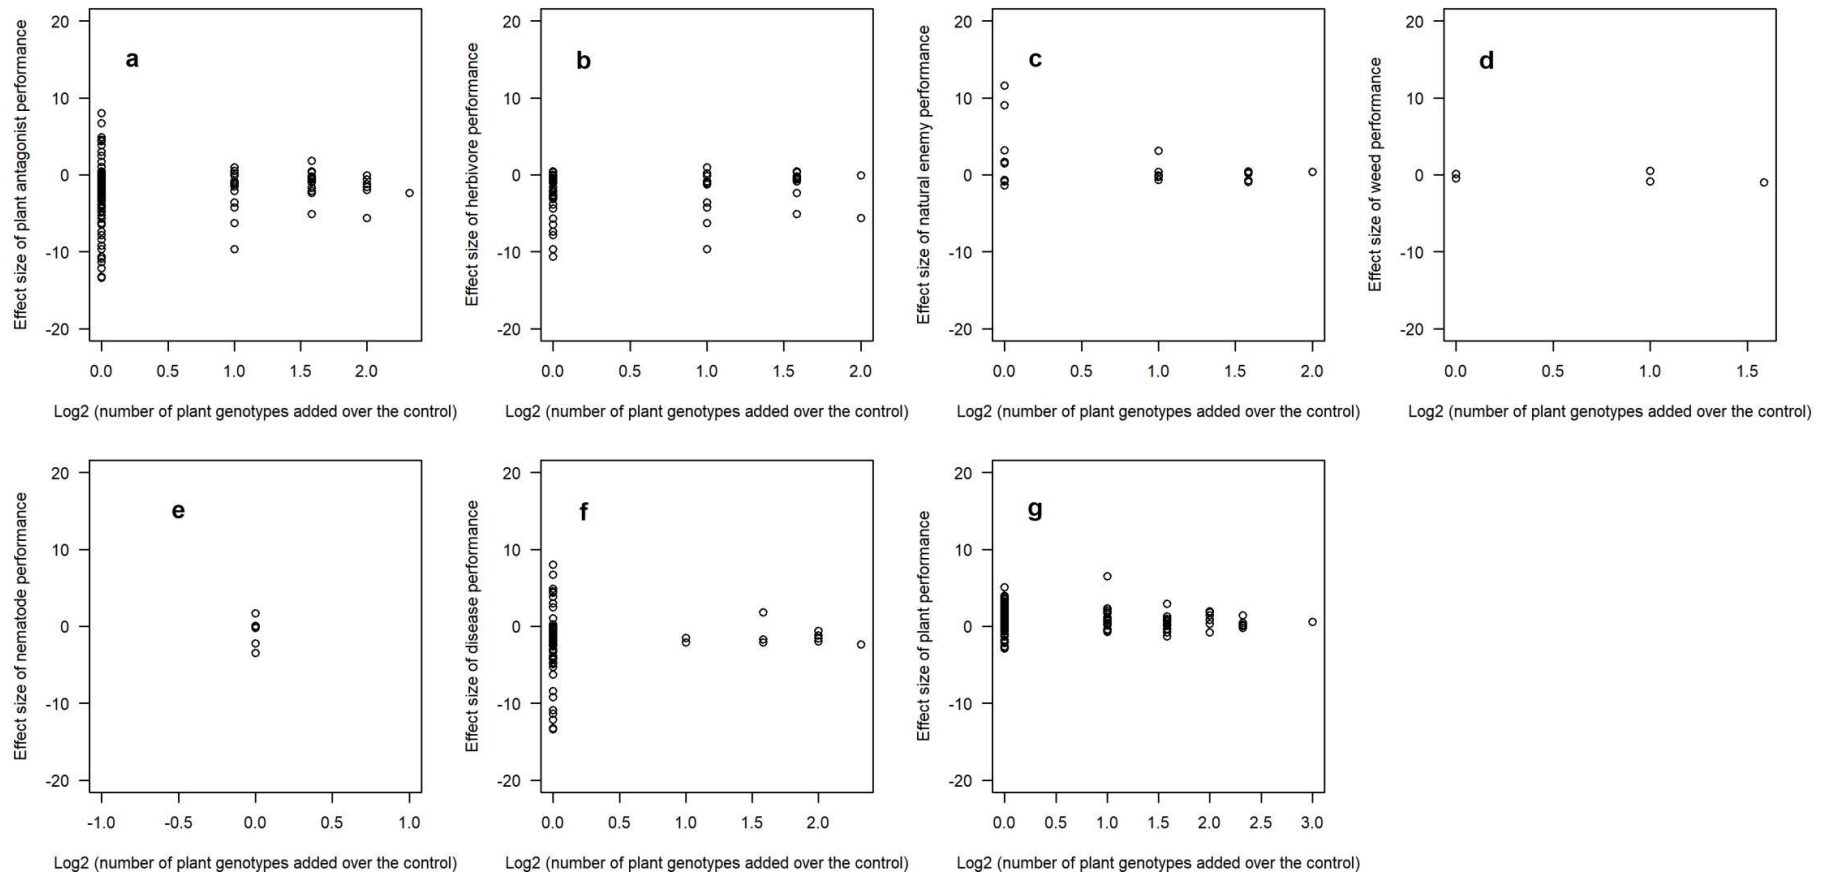 Effect size of plant antagonist performance
20
10
0
-10
-20
a
0.0 0.5 1.0 1.5 2.0
Log2 (number of plant genotypes added over the control)
Effect size of herbivore performance
20
10
0
-10
-20
b
0.0 0.5 1.0 1.5 2.0
Log2 (number of plant genotypes added over the control)
Effect size of natural enemy performance
20
10
0
-10
-20
c
0.0 0.5 1.0 1.5 2.0
Log2 (number of plant genotypes added over the control)
Effect size of weed performance
20
10
0
-10
-20
d
0.0 0.5 1.0 1.5
Log2 (number of plant genotypes added over the control)
Effect size of nematode performance
20
10
0
-10
-20
e
-1.0 -0.5 0.0 0.5 1.0
Log2 (number of plant genotypes added over the control)
Effect size of disease performance
20
10
0
-10
-20
f
0.0 0.5 1.0 1.5 2.0
Log2 (number of plant genotypes added over the control)
Effect size of plant performance
20
10
0
-10
-20
g
0.0 0.5 1.0 1.5 2.0 2.5 3.0
Log2 (number of plant genotypes added over the control)